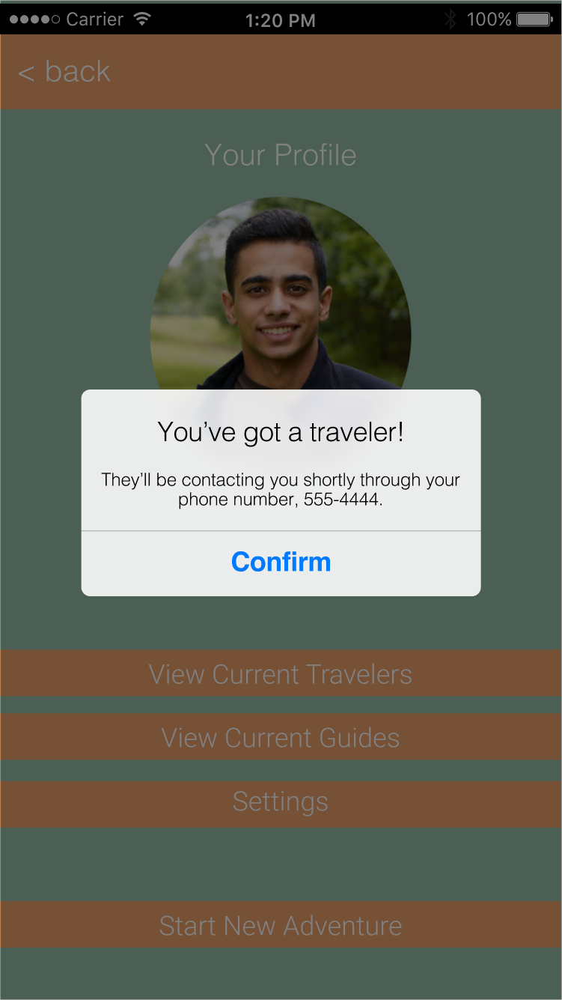 Carrier 1:20 PM 100%
< back
Your Profile
You’ve got a traveler!
They’ll be contacting you shortly through your
phone number, 555-4444.
Confirm
View Current Travelers
View Current Guides
Settings
Start New Adventure